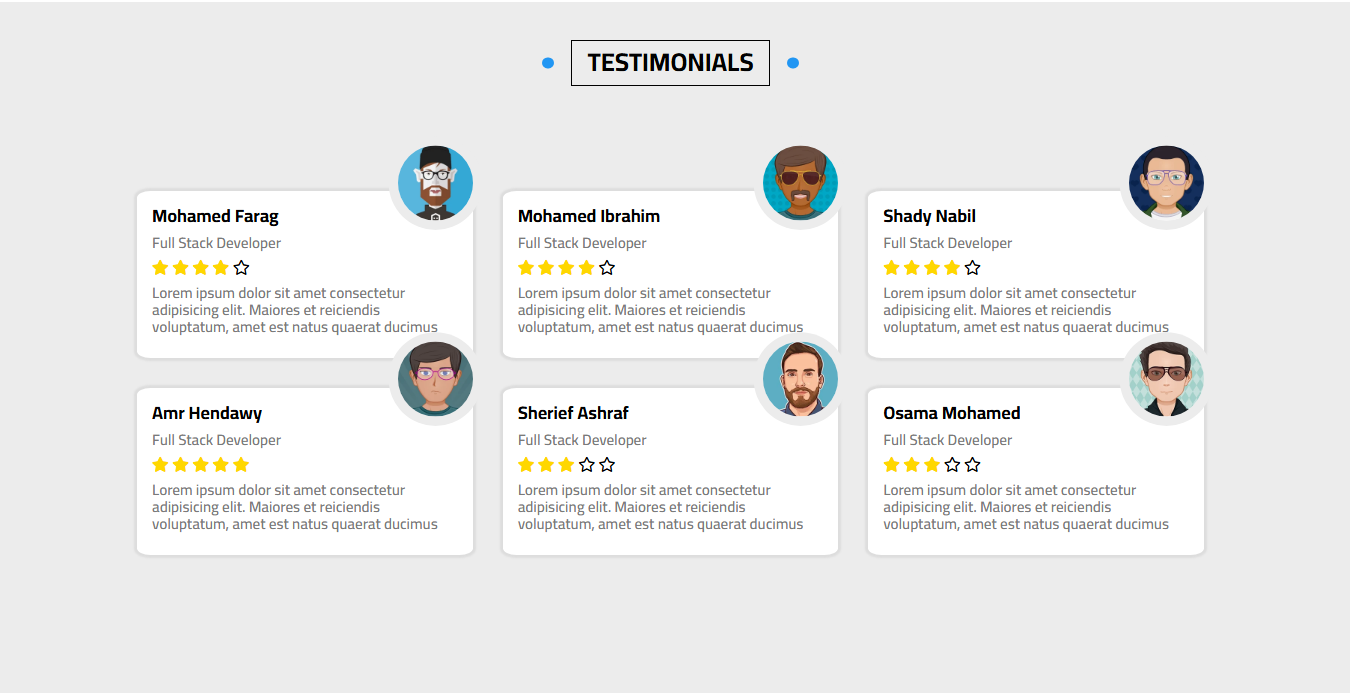 TESTIMONIALS
Mohamed Farag
Full Stack Developer
Lorem ipsum dolor sit amet consectetur
adipisicing elit. Maiores et reiciendis
voluptatum, amet est natus quaerat ducimus
Mohamed Ibrahim
Full Stack Developer
Lorem ipsum dolor sit amet consectetur
adipisicing elit. Maiores et reiciendis
voluptatum, amet est natus quaerat ducimus
Shady Nabil
Full Stack Developer
Lorem ipsum dolor sit amet consectetur
adipisicing elit. Maiores et reiciendis
voluptatum, amet est natus quaerat ducimus
Amr Hendawy
Full Stack Developer
Lorem ipsum dolor sit amet consectetur
adipisicing elit. Maiores et reiciendis
voluptatum, amet est natus quaerat ducimus
Sherief Ashraf
Full Stack Developer
Lorem ipsum dolor sit amet consectetur
adipisicing elit. Maiores et reiciendis
voluptatum, amet est natus quaerat ducimus
Osama Mohamed
Full Stack Developer
Lorem ipsum dolor sit amet consectetur
adipisicing elit. Maiores et reiciendis
voluptatum, amet est natus quaerat ducimus